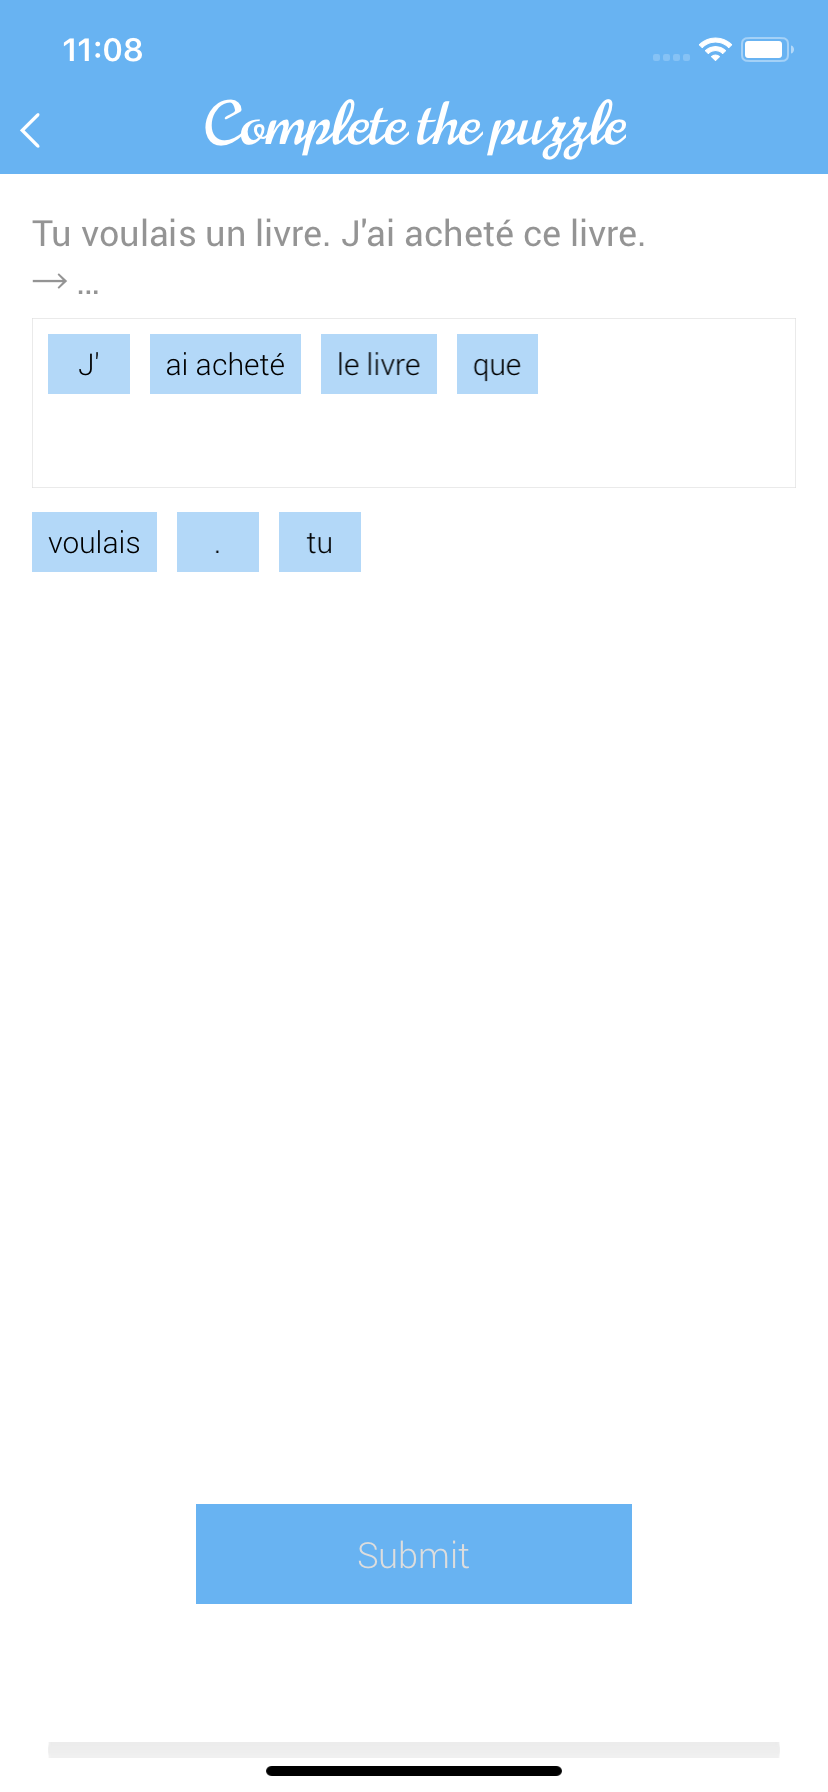 11:08
Complete the puzzle
Tu voulais un livre. J'ai acheté ce livre.
→ ...
J' ai acheté le livre que
voulais . tu
Submit